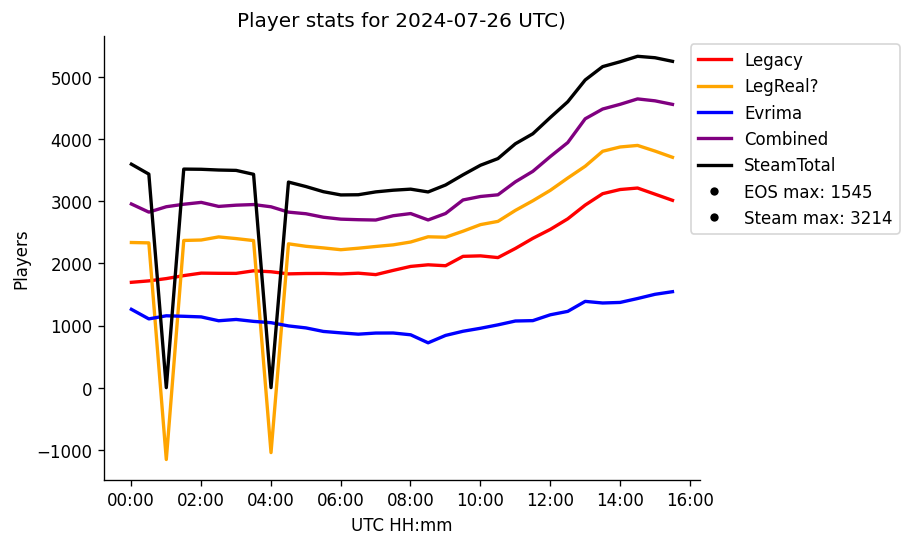 Player stats for 2024-07-26 UTC)
Legacy
LegReal?
Evrima
Combined
SteamTotal
EOS max: 1545
Steam max: 3214
Players
5000
4000
3000
2000
1000
0
−1000
00:00 02:00 04:00 06:00 08:00 10:00 12:00 14:00 16:00
UTC HH:mm